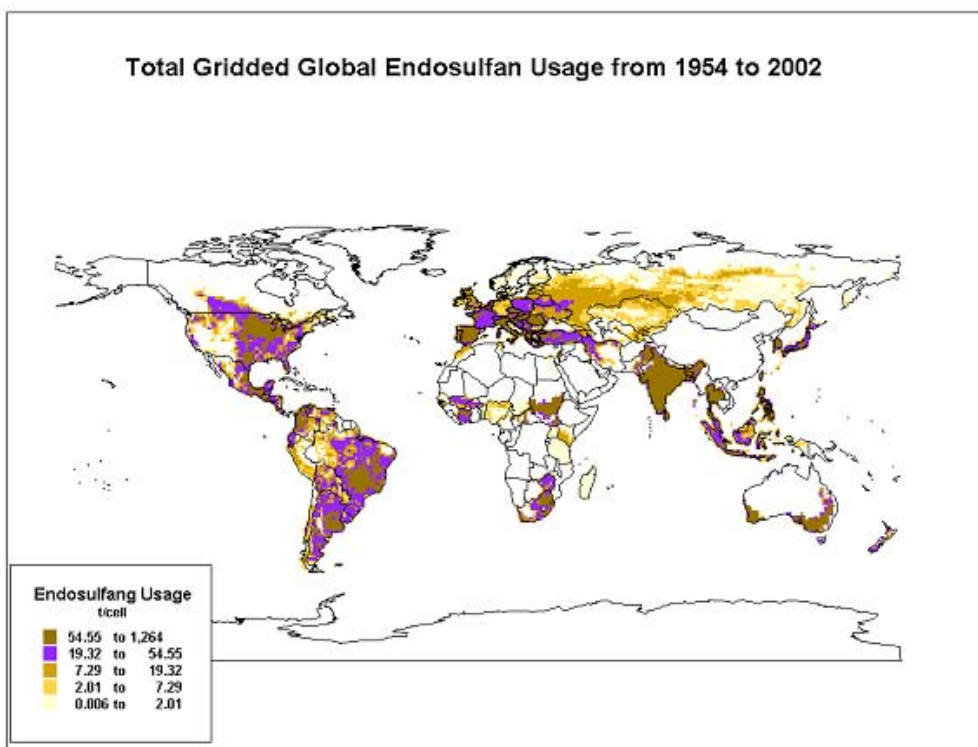 Total Gridded Global Endosulfan Usage from 1954 to 2002
Endosulfang Usage
t/cell
54.55 to 1,264
19.32 to 54.55
7.29 to 19.32
2.01 to 7.29
0.006 to 2.01